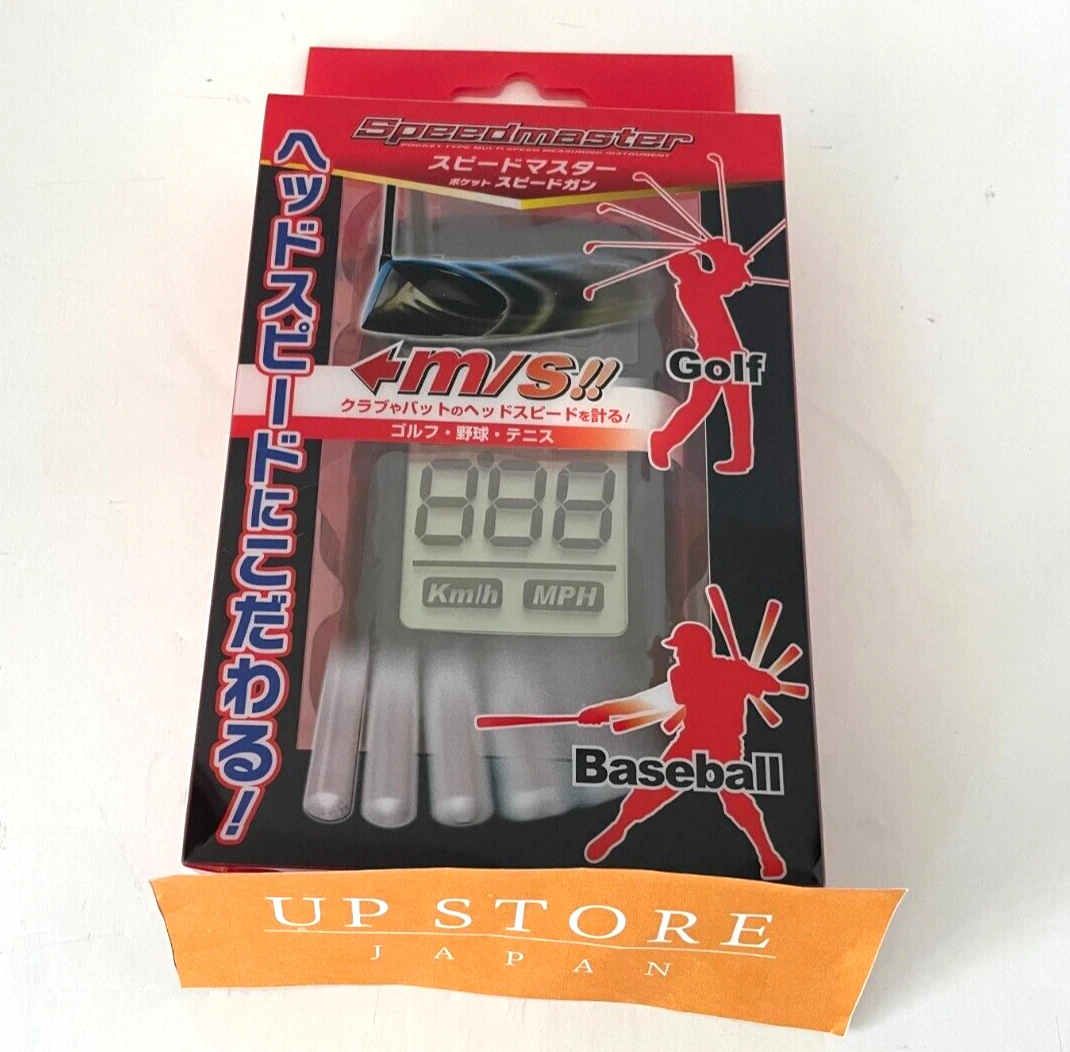 Speedmaster
POCKET TYPE MULTI SPEED MEASURING INSTRUMENT
スピードマスター
ポケット スピードガン
ヘッドスピードにこだわる!
m/s!!
クラブやバットのヘッドスピードを計る!
ゴルフ・野球・テニス
Golf
8.88
Km/h MPH
Baseball
UP STORE
JAPAN